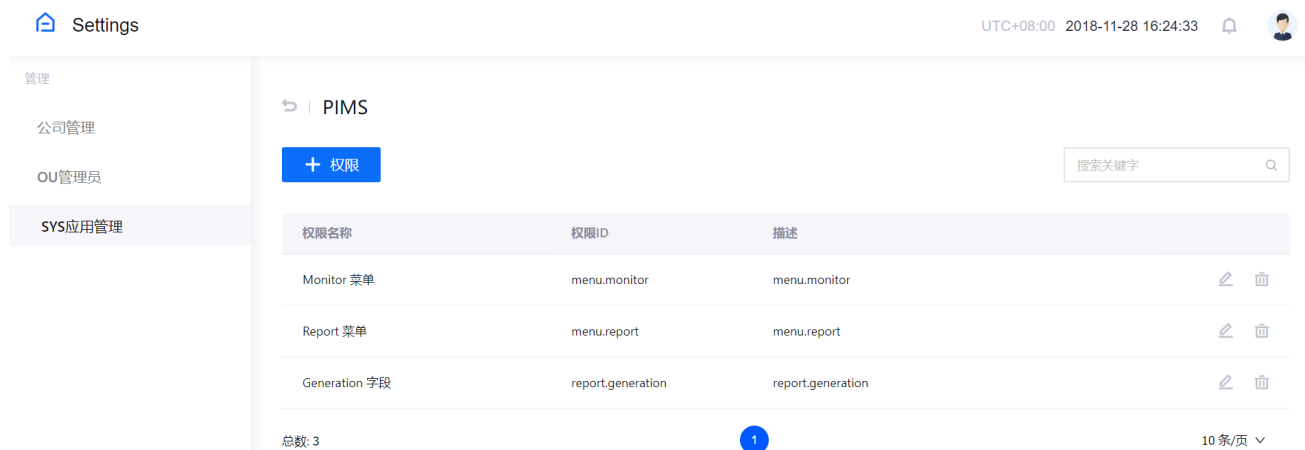 Settings
UTC+08:00 2018-11-28 16:24:33
管理
公司管理
OU管理员
SYS应用管理
PIMS
+ 权限
搜索关键字
权限名称 权限ID 描述
Monitor 菜单 menu.monitor menu.monitor
Report 菜单 menu.report menu.report
Generation 字段 report.generation report.generation
总数: 3
1
10 条/页